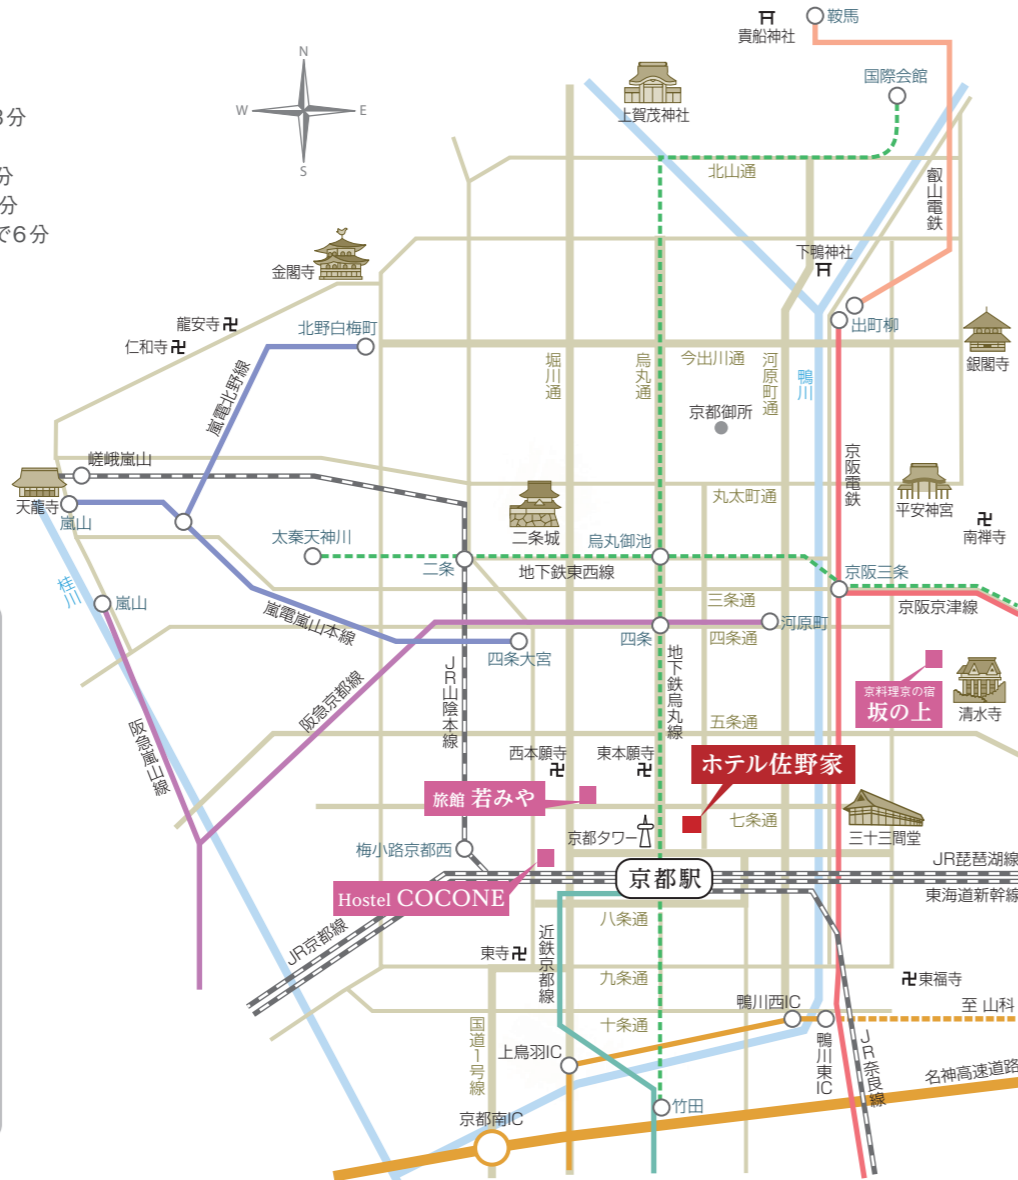 鞍馬
貴船神社
N
国際会館
3分
W
E
上賀茂神社
S
分
北山通
分
叡山電鉄
で6分
下鴨神社
金閣寺
龍安寺
北野白梅町
出町柳
仁和寺
今出川通
銀閣寺
堀川通
烏丸通
河原町通
鴨川
嵐電北野線
京都御所
嵯峨嵐山
京阪電鉄
天龍寺
嵐山
丸太町通
平安神宮
二条城
南禅寺
太秦天神川
烏丸御池
二条
地下鉄東西線
京阪三条
桂川
嵐山
三条通
京阪京津線
嵐電嵐山本線
河原町
四条
四条通
四条大宮
JR山陰本線
地下鉄烏丸線
阪急京都線
京料理京の宿
坂の上
清水寺
阪急嵐山線
五条通
西本願寺
東本願寺
ホテル佐野家
旅館 若みや
七条通
京都タワー
三十三間堂
梅小路京都西
JR琵琶湖線
京都駅
東海道新幹線
Hostel COCONE
八条通
JR京都線
近鉄京都線
東寺
九条通
東福寺
鴨川西IC
至 山科
十条通
国道1号線
上鳥羽IC
鴨川東IC
JR奈良線
名神高速道路
竹田
京都南IC